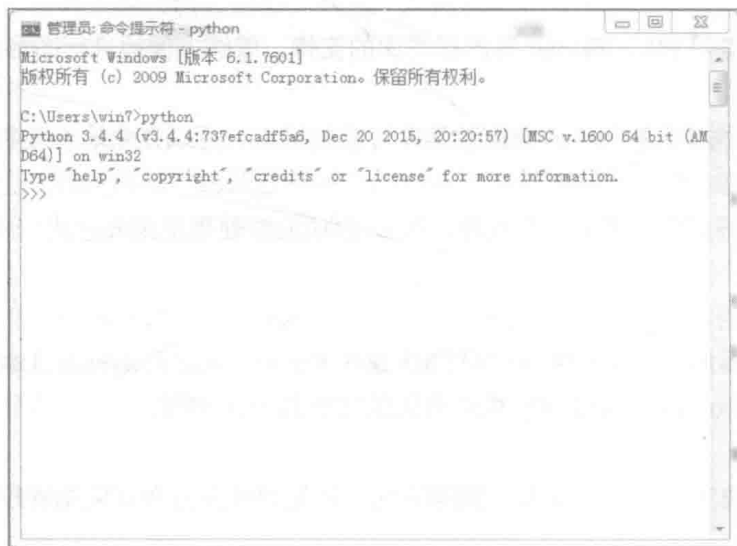 管理员: 命令提示符 - python
Microsoft Windows [版本 6.1.7601]
版权所有 (c) 2009 Microsoft Corporation。保留所有权利。
C:\Users\win7>python
Python 3.4.4 (v3.4.4:737efcadf5a6, Dec 20 2015, 20:20:57) [MSC v.1600 64 bit (AM
D64)] on win32
Type "help", "copyright", "credits" or "license" for more information.
>>>